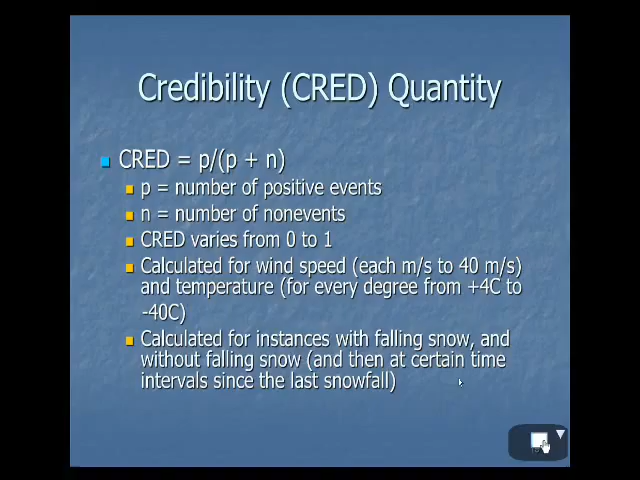 Credibility (CRED) Quantity
CRED = p/(p + n)
p = number of positive events
n = number of nonevents
CRED varies from 0 to 1
Calculated for wind speed (each m/s to 40 m/s)
and temperature (for every degree from +4C to
-40C)
Calculated for instances with falling snow, and
without falling snow (and then at certain time
intervals since the last snowfall)